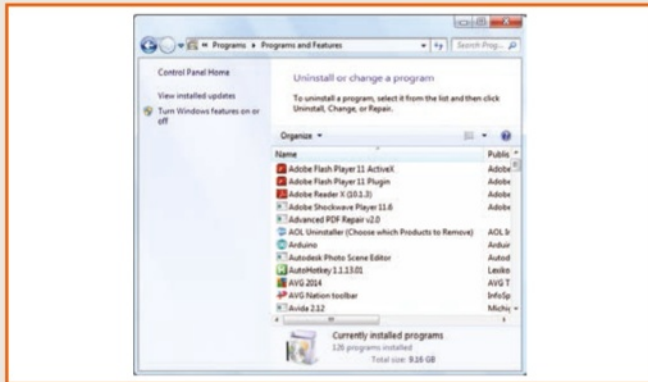 Programs ▸ Programs and Features
Search Prog...
Control Panel Home
View installed updates
Turn Windows features on or
off
Uninstall or change a program
To uninstall a program, select it from the list and then click
Uninstall, Change, or Repair.
Organize
Name Publis
Adobe Flash Player 11 ActiveX Adobe
Adobe Flash Player 11 Plugin Adobe
Adobe Reader X (10.1.3) Adobe
Adobe Shockwave Player 11.6 Adobe
Advanced PDF Repair v2.0
AOL Uninstaller (Choose which Products to Remove) AOL
Arduino Arduir
Autodesk Photo Scene Editor Autod
AutoHotkey 1.1.13.01 Lexiko
AVG 2014 AVG T
AVG Nation toolbar InfoSp
Avida 2.12 Michig
Currently installed programs
126 programs installed
Total size: 9.16 GB